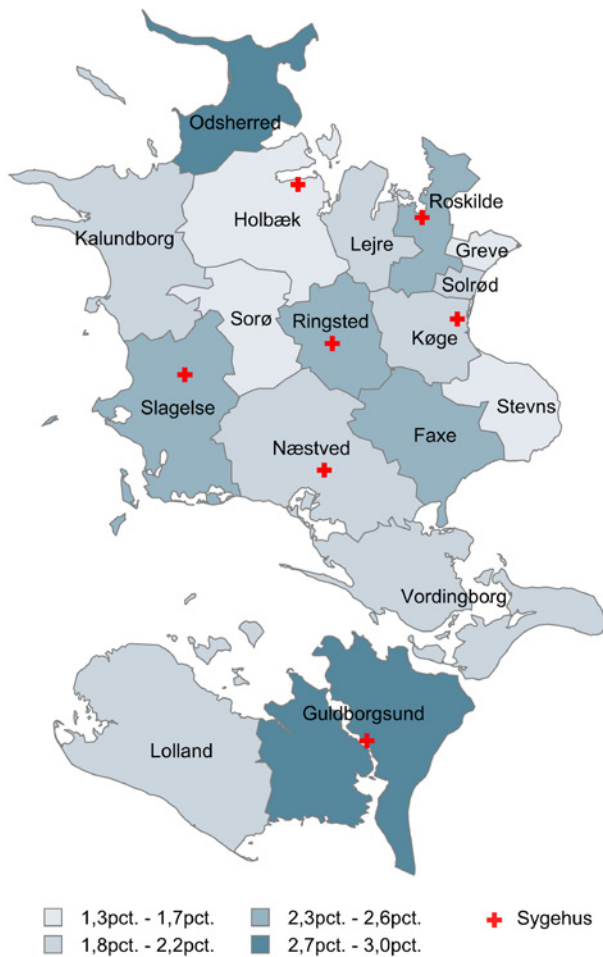 Odsherred
Roskilde
Holbæk
Kalundborg
Lejre
Greve
Solrød
Sorø
Ringsted
Køge
Slagelse
Stevns
Faxe
Næstved
Vordingborg
Guldborgsund
Lolland
1,3pct. - 1,7pct.
2,3pct. - 2,6pct.
Sygehus
1,8pct. - 2,2pct.
2,7pct. - 3,0pct.